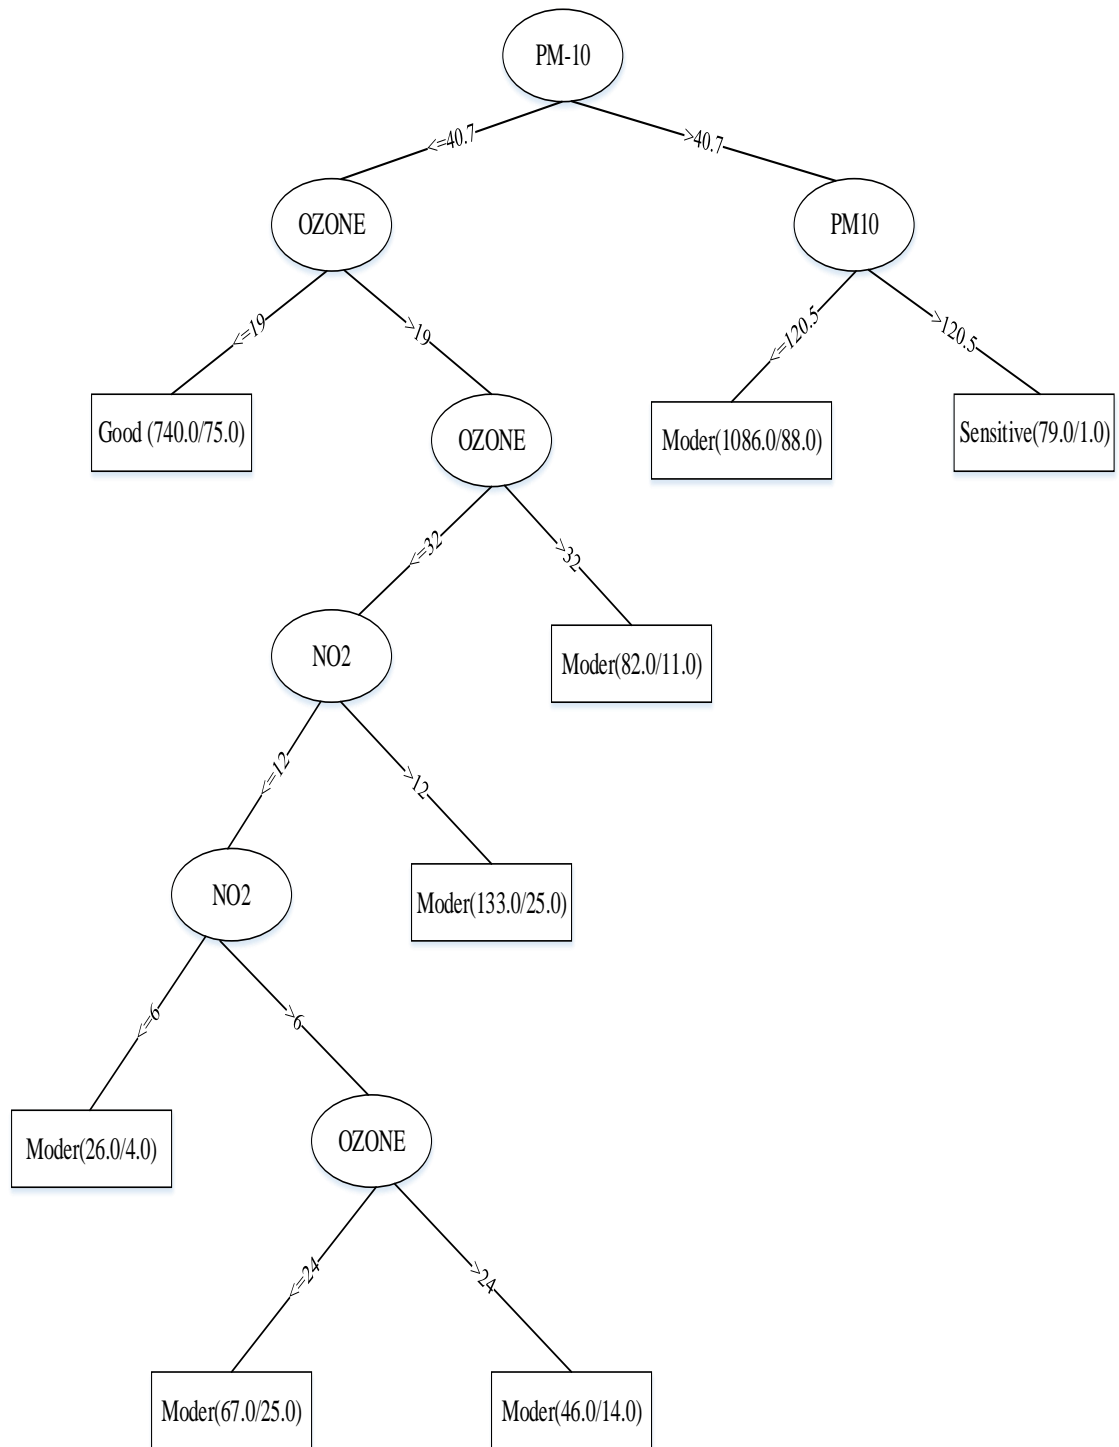 PM-10
<=40.7
>40.7
OZONE
PM10
<=19
>19
<=120.5
>120.5
Good (740.0/75.0)
OZONE
Moder(1086.0/88.0)
Sensitive(79.0/1.0)
<=32
>32
NO2
Moder(82.0/11.0)
<=12
>12
NO2
Moder(133.0/25.0)
<=6
>6
Moder(26.0/4.0)
OZONE
<=24
>24
Moder(67.0/25.0)
Moder(46.0/14.0)